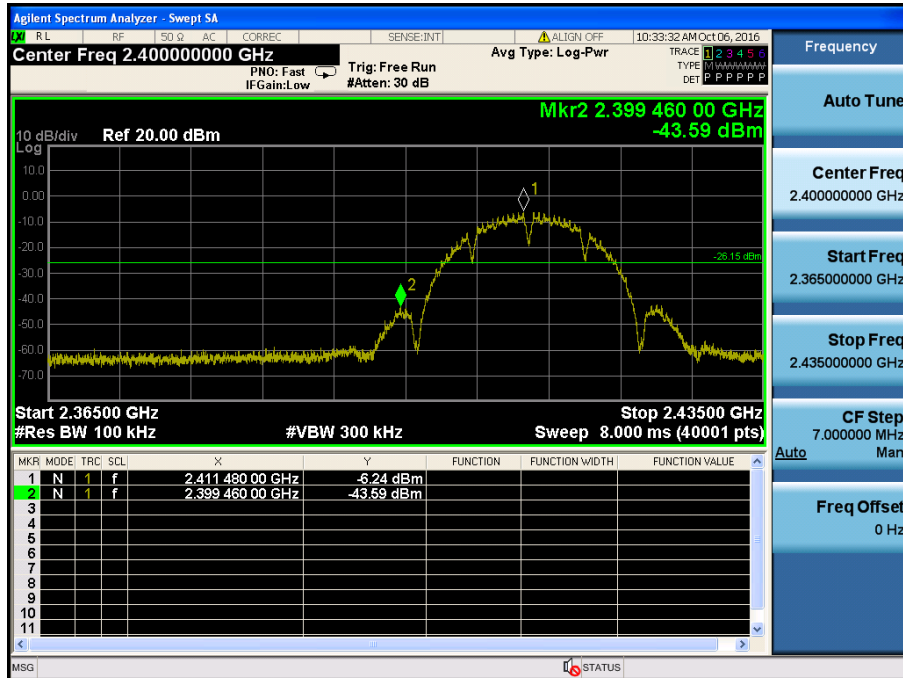 Agilent Spectrum Analyzer - Swept SA
LXI RL RF 50 Ω AC CORREC SENSE:INT ALIGN OFF 10:33:32 AM Oct 06, 2016
Center Freq 2.400000000 GHz
PNO: Fast
IFGain:Low
Trig: Free Run
#Atten: 30 dB
Avg Type: Log-Pwr
TRACE 1 2 3 4 5 6
TYPE M
DET P P P P P P
Mkr2 2.399 460 00 GHz
-43.59 dBm
10 dB/div Ref 20.00 dBm
Log
10.0
0.00
-10.0
-20.0
-30.0
-40.0
-50.0
-60.0
-70.0
1
2
-26.15 dBm
Start 2.36500 GHz Stop 2.43500 GHz
#Res BW 100 kHz #VBW 300 kHz Sweep 8.000 ms (40001 pts)
MKR MODE TRC SCL X Y FUNCTION FUNCTION WIDTH FUNCTION VALUE
1 N 1 f 2.411 480 00 GHz -6.24 dBm
2 N 1 f 2.399 460 00 GHz -43.59 dBm
3
4
5
6
7
8
9
10
11
MSG STATUS
Frequency
Auto Tune
Center Freq
2.400000000 GHz
Start Freq
2.365000000 GHz
Stop Freq
2.435000000 GHz
CF Step
7.000000 MHz
Auto Man
Freq Offset
0 Hz